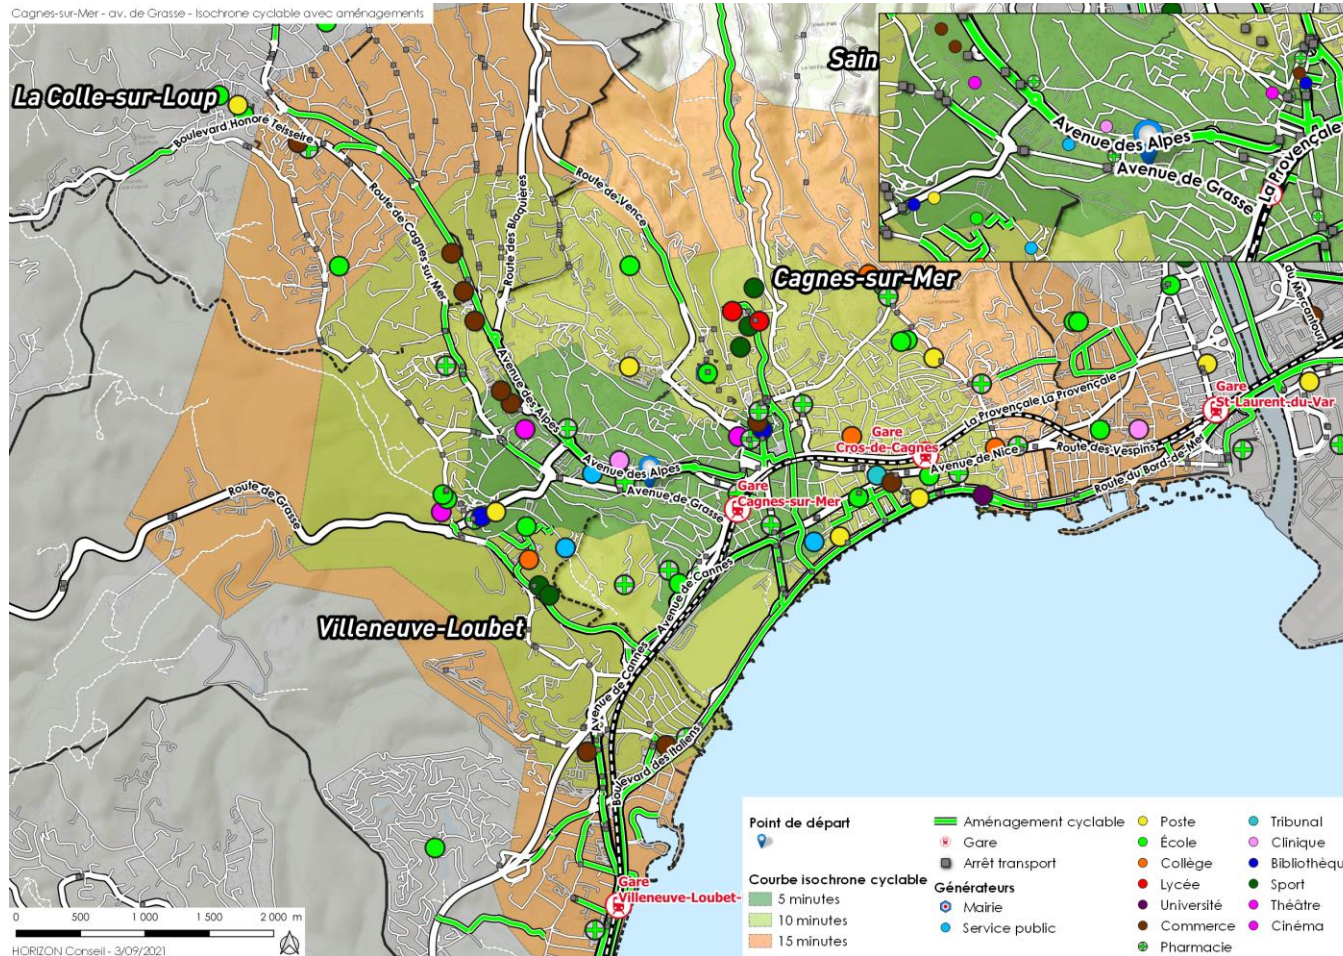 Cagnes-sur-Mer - av. de Grasse - Isochrone cyclable avec aménagements
Sain
La Colle-sur-Loup
Boulevard Honoré Teisseire
Route de Cagnes sur Mer
Route des Blaquières
Route de Vence
Avenue des Alpes
Avenue de Grasse
La Provençale
Cagnes-sur-Mer
du Mercantour
Avenue des Alpes
Avenue des Alpes
Avenue de Grasse
Route de Grasse
Gare
Cagnes-sur-Mer
Gare
Cros-de-Cagnes
La Provençale La Provençale
Gare
St-Laurent-du-Var
Avenue de Nice
Route des Vespins
Route du Bord-de-Mer
Villeneuve-Loubet
Avenue de Cannes
Avenue de Cannes
Boulevard des Italiens
Gare
Villeneuve-Loubet-
Point de départ
Courbe isochrone cyclable
5 minutes
10 minutes
15 minutes
Aménagement cyclable
Gare
Arrêt transport
Générateurs
Mairie
Service public
Poste
École
Collège
Lycée
Université
Commerce
Pharmacie
Tribunal
Clinique
Bibliothèqu
Sport
Théâtre
Cinéma
0 500 1 000 1 500 2 000 m
HORIZON Conseil - 3/09/2021